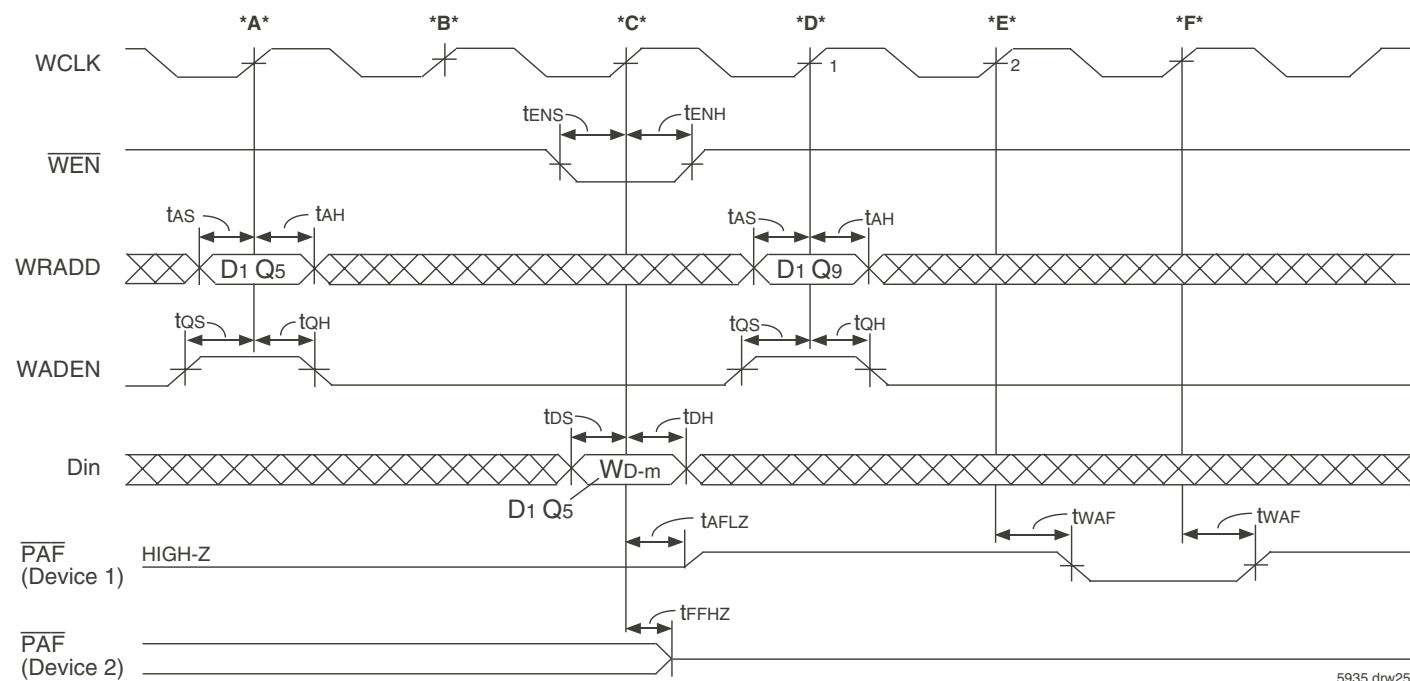 *A* *B* *C* *D* *E* *F*
WCLK 1 2
tENS tENH
WEN
tAS tAH tAS tAH
WRADD D1 Q5 D1 Q9
tQS tQH tQS tQH
WADEN
tDS tDH
Din WD-m
D1 Q5
tAFLZ tWAF tWAF
PAF HIGH-Z
(Device 1)
tFFHZ
PAF
(Device 2)
5935 drw25